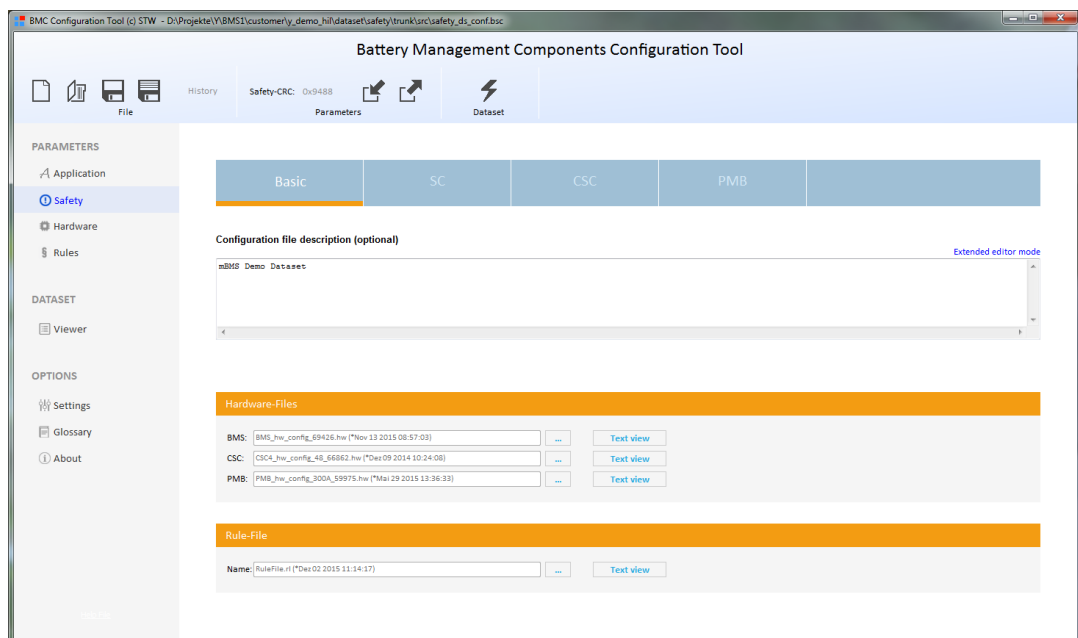 BMC Configuration Tool (c) STW - D:\Projekte\Y\BMS1\customer\y_demo_hil\dataset\safety\trunk\src\safety_ds_conf.bsc
Battery Management Components Configuration Tool
History Safety-CRC: 0x9488
File Parameters Dataset
PARAMETERS
Application
Safety
Hardware
§ Rules
DATASET
Viewer
OPTIONS
Settings
Glossary
About
Basic SC CSC PMB
Configuration file description (optional)
Extended editor mode
mBMS Demo Dataset
Hardware-Files
BMS: BMS_hw_config_69426.hw (*Nov 13 2015 08:57:03) ... Text view
CSC: CSC4_hw_config_48_66862.hw (*Dez 09 2014 10:24:08) ... Text view
PMB: PMB_hw_config_300A_59975.hw (*Mai 29 2015 13:36:33) ... Text view
Rule-File
Name: RuleFile.rl (*Dez 02 2015 11:14:17) ... Text view